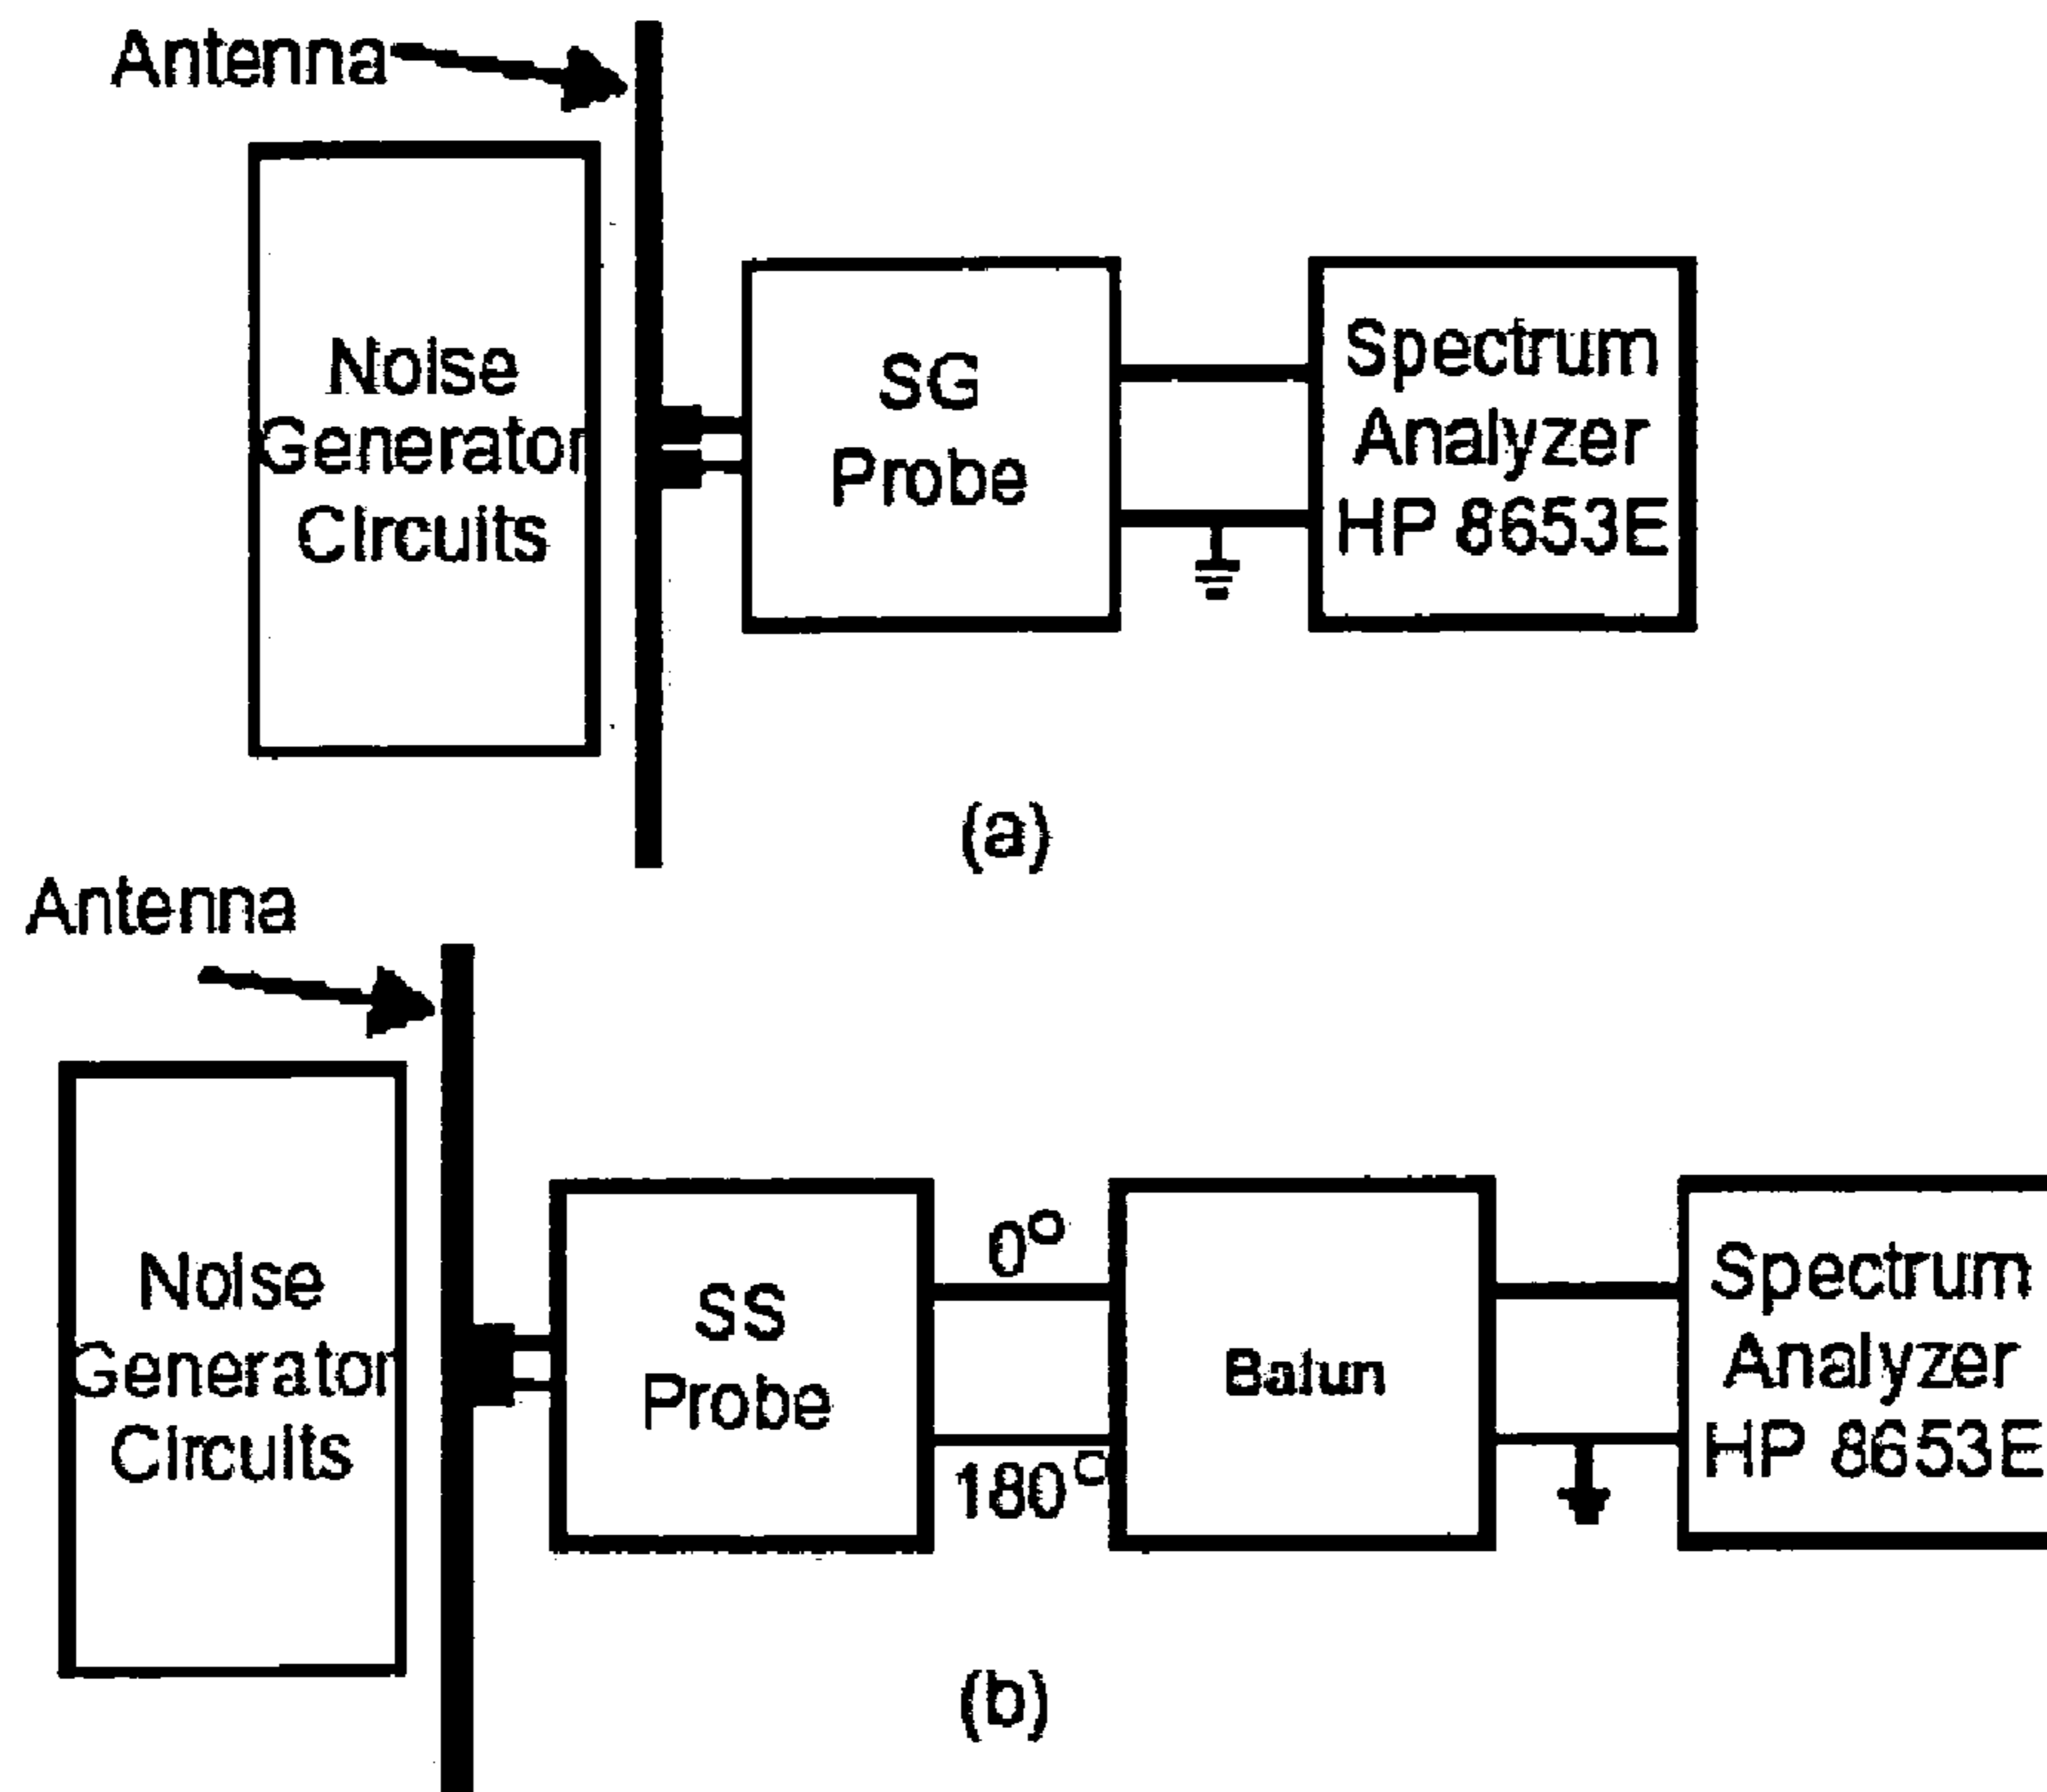 Antenna
Noise
Generator
Circuits
SG
Probe
Spectrum
Analyzer
HP 8653E
(a)
Antenna
Noise
Generator
Circuits
SS
Probe
0°
180°
Balun
Spectrum
Analyzer
HP 8653E
(b)